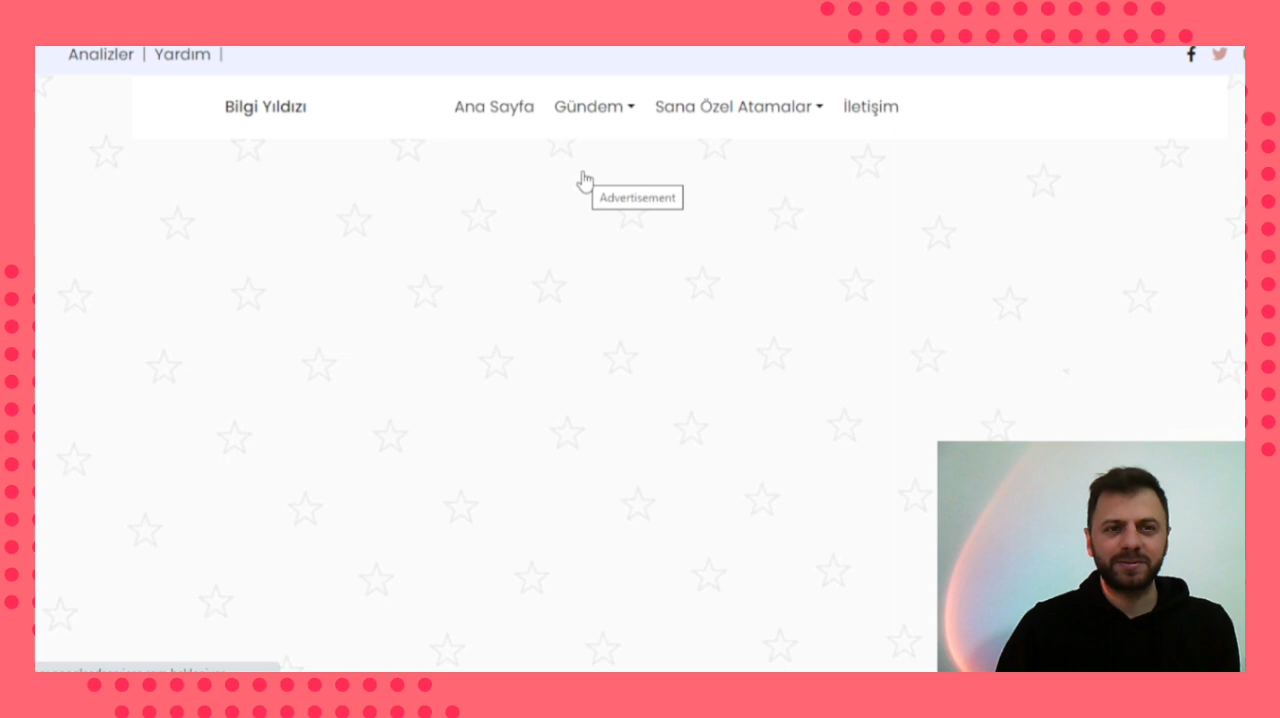 Analizler | Yardım |
Bilgi Yıldızı Ana Sayfa Gündem Sana Özel Atamalar İletişim
Advertisement